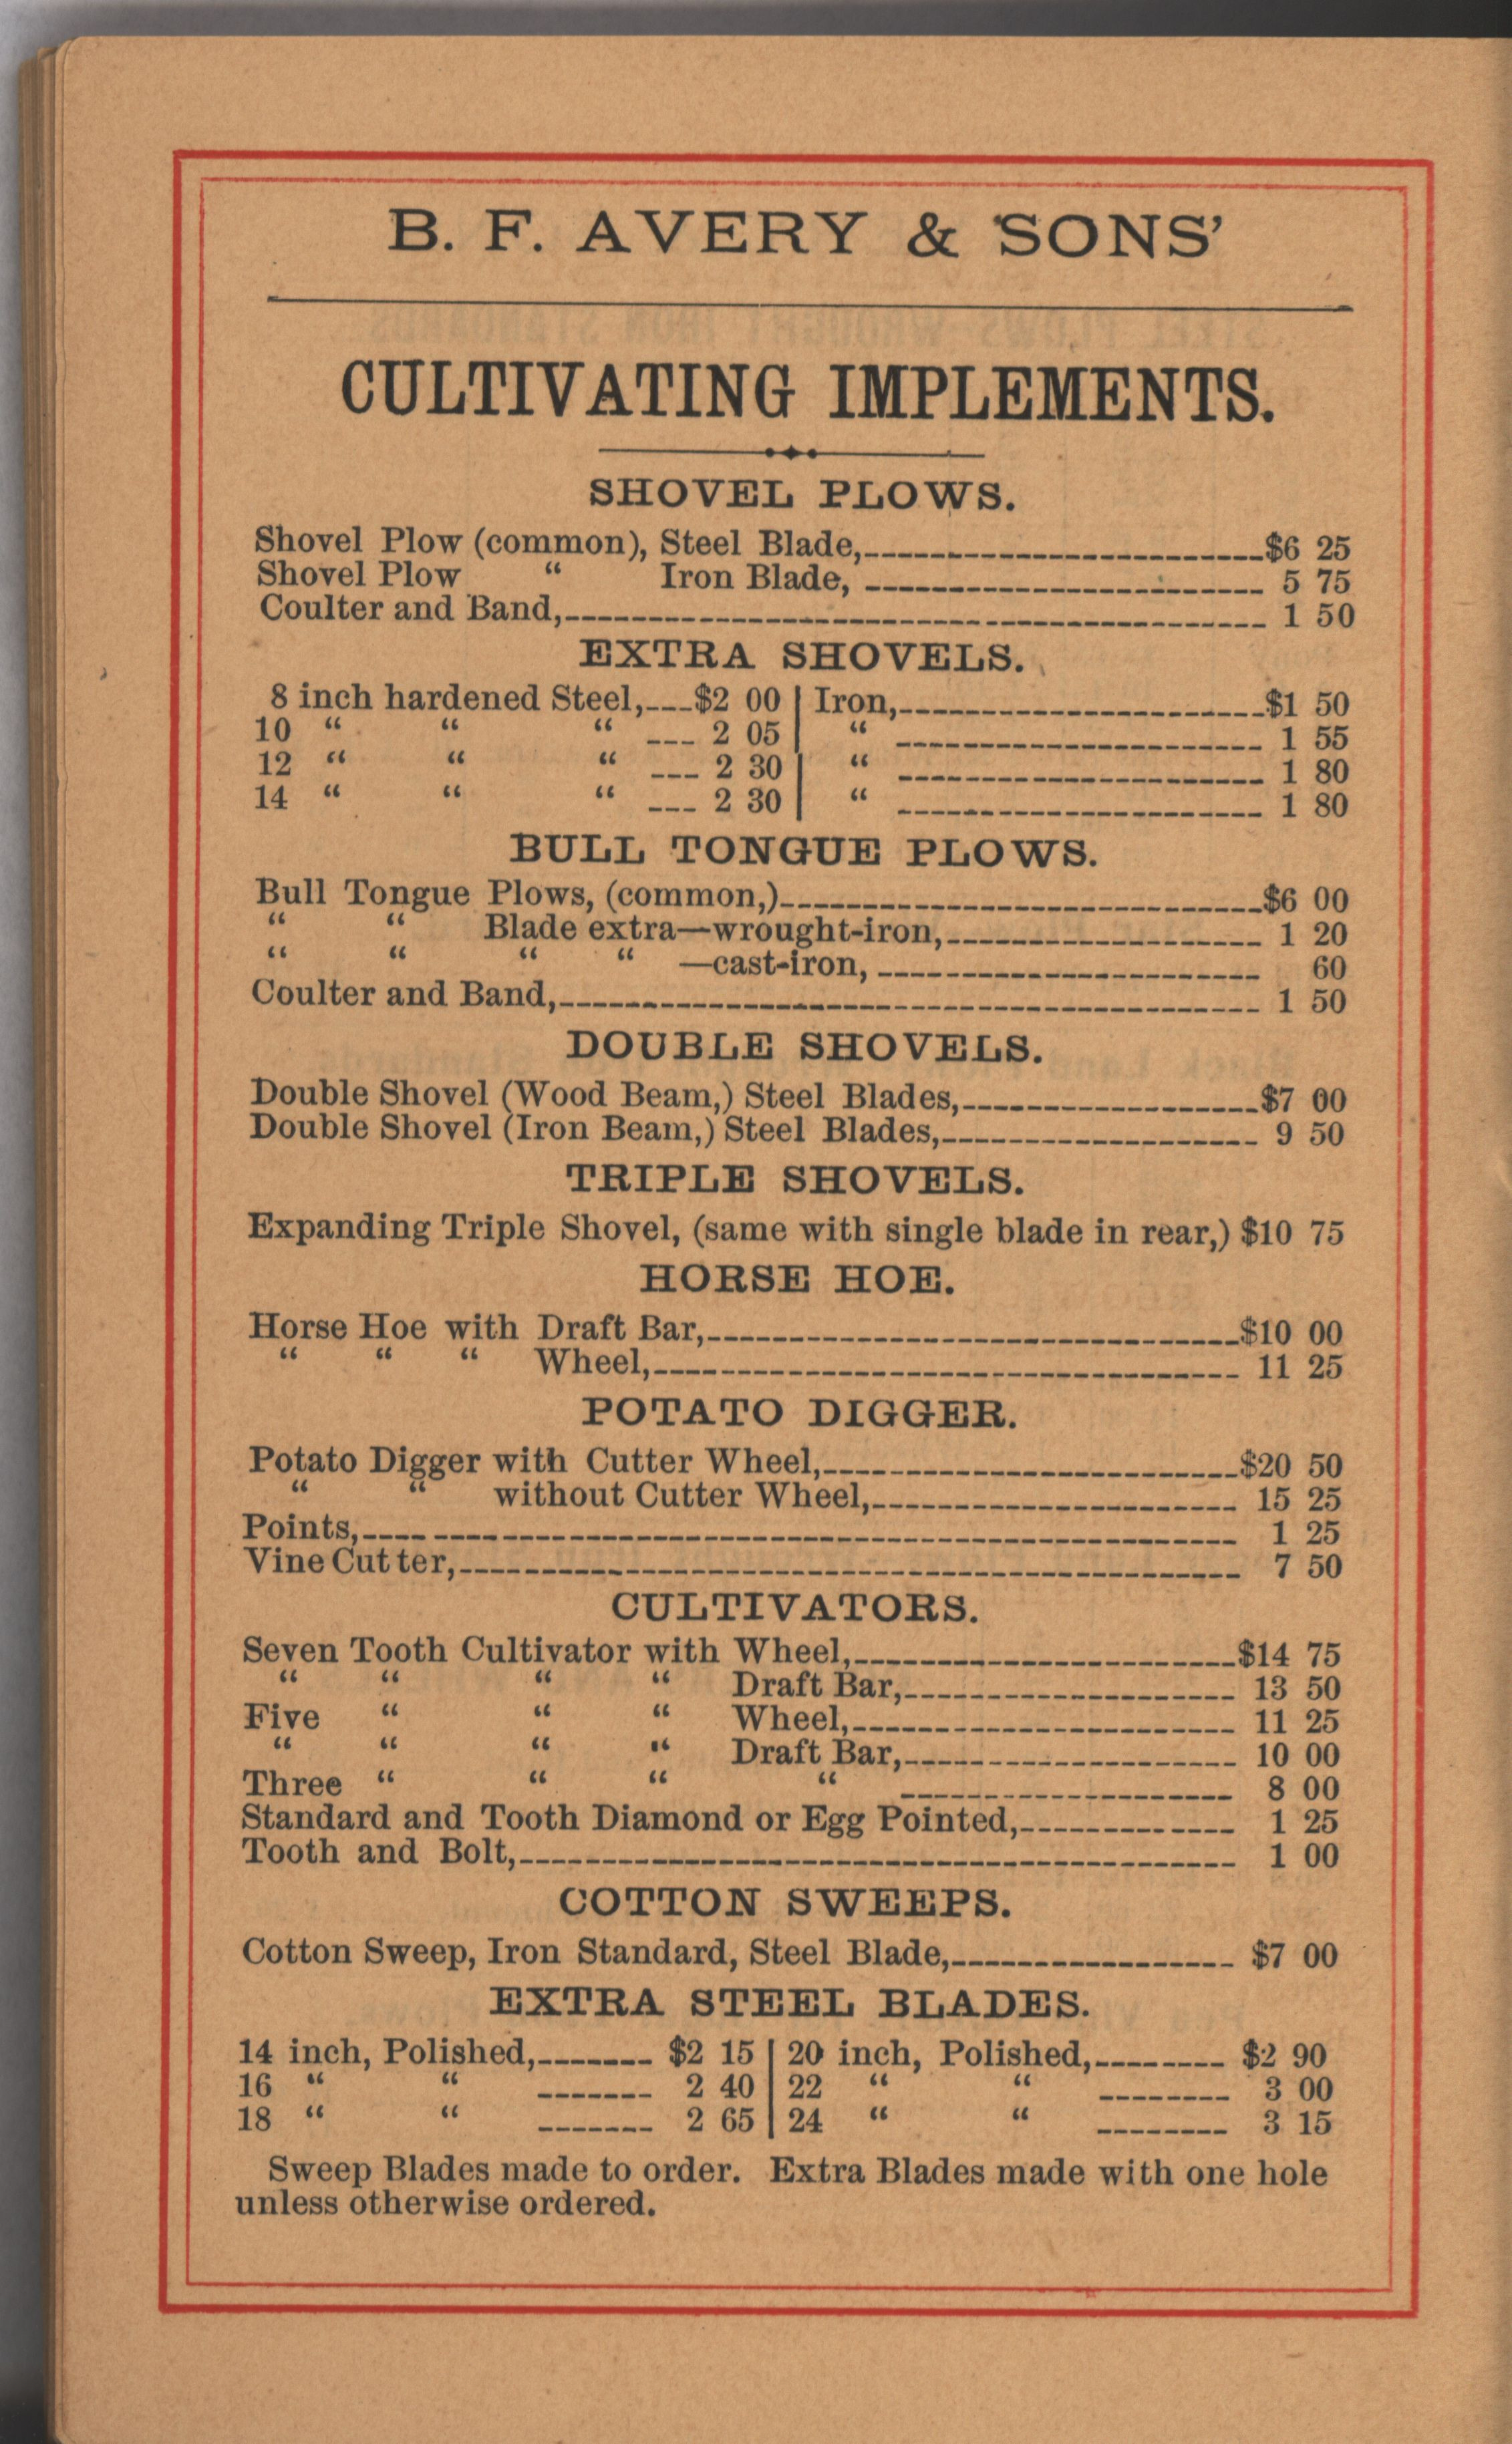 B. F. AVERY & SONS'
CULTIVATING IMPLEMENTS.
SHOVEL PLOWS.
Shovel Plow (common), Steel Blade, $6 25
Shovel Plow “ Iron Blade, 5 75
Coulter and Band, 1 50
EXTRA SHOVELS.
8 inch hardened Steel, $2 00 | Iron, $1 50
10 “ “ “ 2 05 | “ 1 55
12 “ “ “ 2 30 | “ 1 80
14 “ “ “ 2 30 | “ 1 80
BULL TONGUE PLOWS.
Bull Tongue Plows, (common,) $6 00
“ “ Blade extra—wrought-iron, 1 20
“ “ “ “ —cast-iron, 60
Coulter and Band, 1 50
DOUBLE SHOVELS.
Double Shovel (Wood Beam,) Steel Blades, $7 00
Double Shovel (Iron Beam,) Steel Blades, 9 50
TRIPLE SHOVELS.
Expanding Triple Shovel, (same with single blade in rear,) $10 75
HORSE HOE.
Horse Hoe with Draft Bar, $10 00
“ “ “ Wheel, 11 25
POTATO DIGGER.
Potato Digger with Cutter Wheel, $20 50
“ “ without Cutter Wheel, 15 25
Points, 1 25
Vine Cutter, 7 50
CULTIVATORS.
Seven Tooth Cultivator with Wheel, $14 75
“ “ “ “ Draft Bar, 13 50
Five “ “ “ Wheel, 11 25
“ “ “ “ Draft Bar, 10 00
Three “ “ “ “ 8 00
Standard and Tooth Diamond or Egg Pointed, 1 25
Tooth and Bolt, 1 00
COTTON SWEEPS.
Cotton Sweep, Iron Standard, Steel Blade, $7 00
EXTRA STEEL BLADES.
14 inch, Polished, $2 15 | 20 inch, Polished, $2 90
16 “ “ 2 40 | 22 “ “ 3 00
18 “ “ 2 65 | 24 “ “ 3 15
Sweep Blades made to order. Extra Blades made with one hole
unless otherwise ordered.